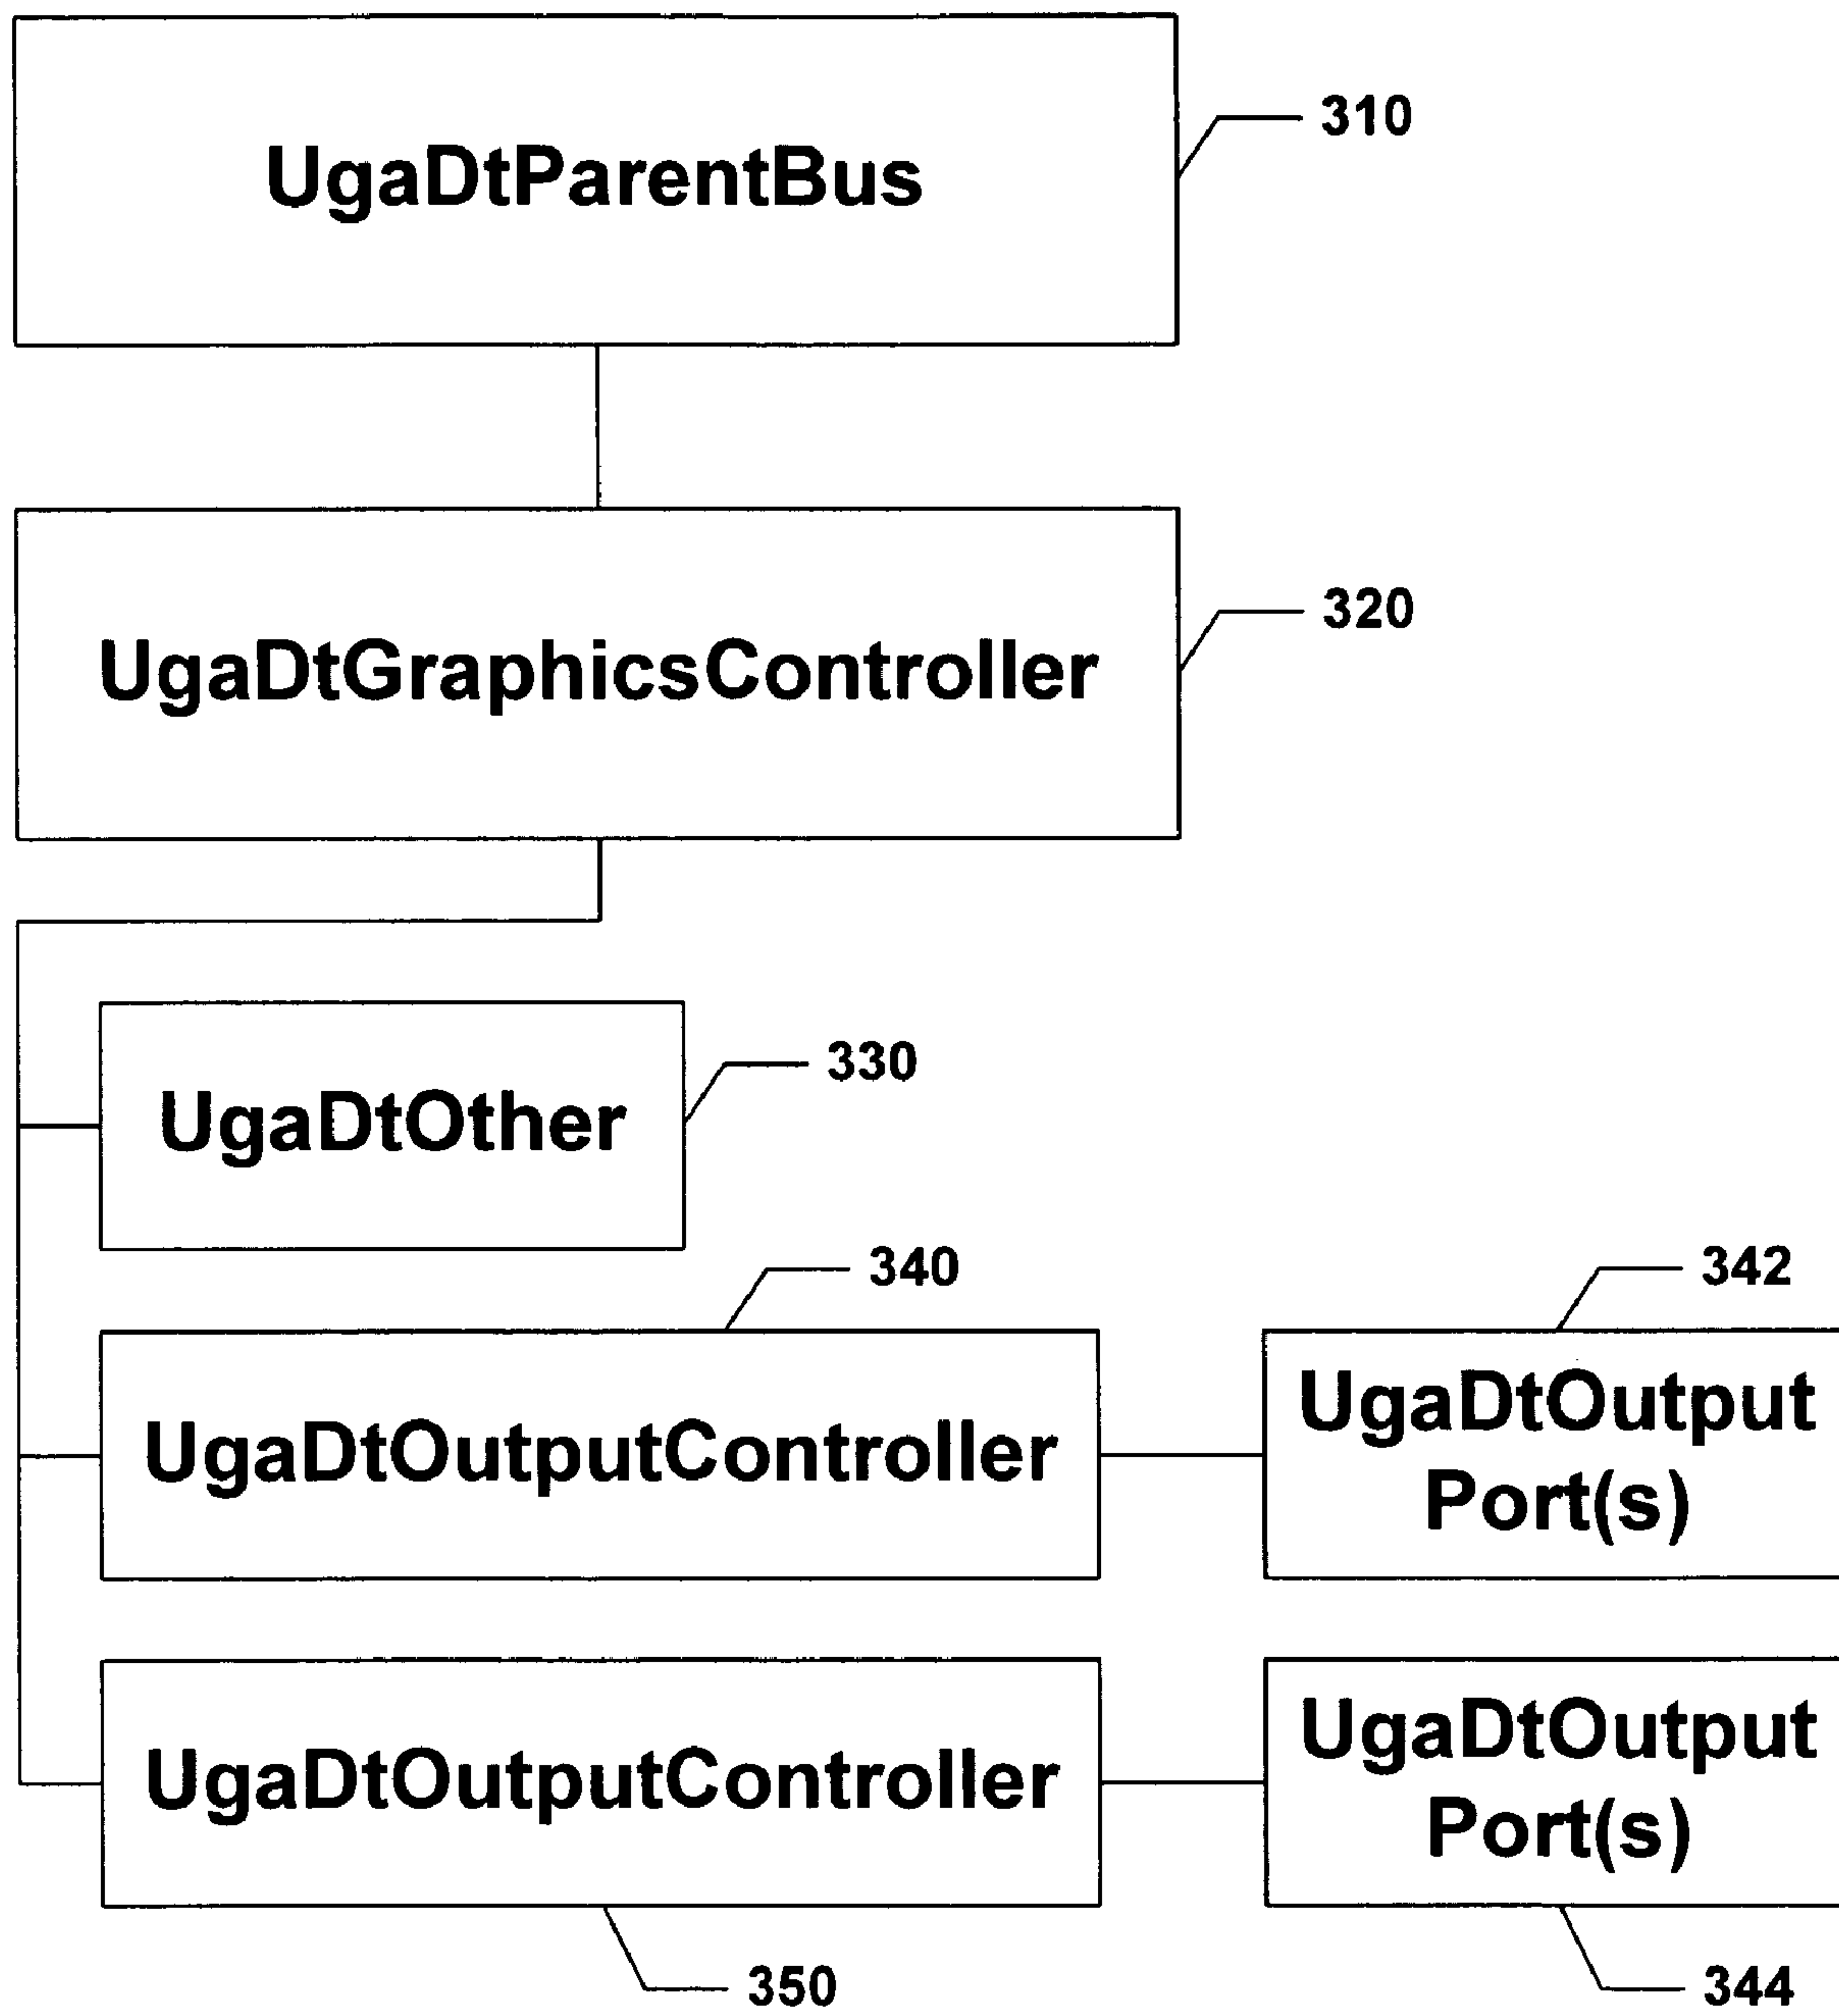 UgaDtParentBus
310
UgaDtGraphicsController
320
UgaDtOther
330
340
342
UgaDtOutputController
UgaDtOutput
Port(s)
UgaDtOutputController
UgaDtOutput
Port(s)
350
344